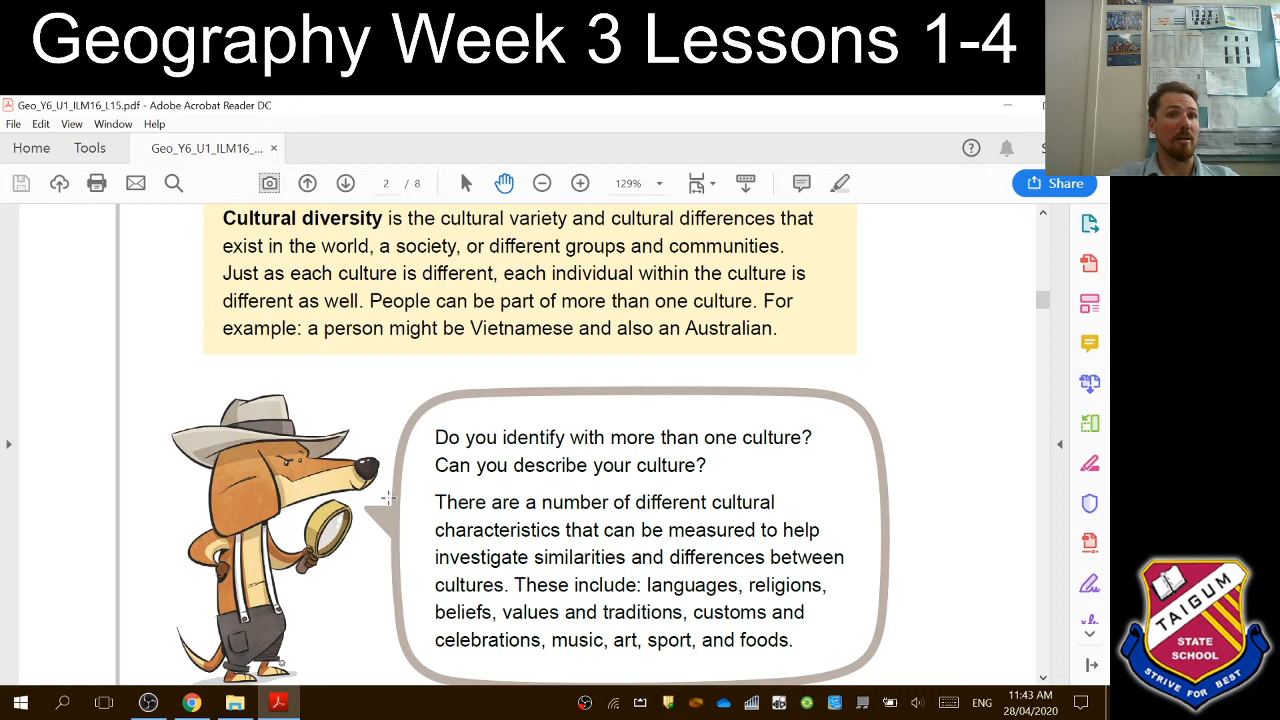 Geography Week 3 Lessons 1-4
Geo_Y6_U1_ILM16_L15.pdf - Adobe Acrobat Reader DC
File Edit View Window Help
Home Tools Geo_Y6_U1_ILM16_... ×
2 / 8 129% Share
Cultural diversity is the cultural variety and cultural differences that
exist in the world, a society, or different groups and communities.
Just as each culture is different, each individual within the culture is
different as well. People can be part of more than one culture. For
example: a person might be Vietnamese and also an Australian.
Do you identify with more than one culture?
Can you describe your culture?
There are a number of different cultural
characteristics that can be measured to help
investigate similarities and differences between
cultures. These include: languages, religions,
beliefs, values and traditions, customs and
celebrations, music, art, sport, and foods.
TAIGUM
STATE
SCHOOL
STRIVE FOR BEST
ENG
11:43 AM
28/04/2020